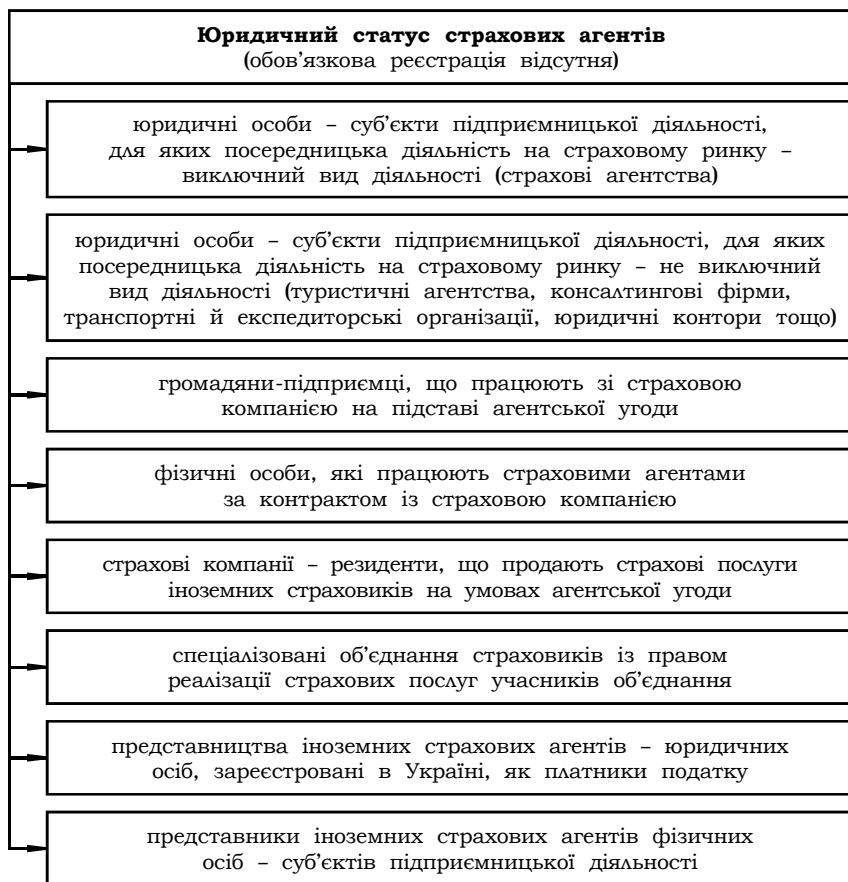 Юридичний статус страхових агентів
(обов’язкова реєстрація відсутня)
юридичні особи – суб’єкти підприємницької діяльності,
для яких посередницька діяльність на страховому ринку –
виключний вид діяльності (страхові агентства)
юридичні особи – суб’єкти підприємницької діяльності, для яких
посередницька діяльність на страховому ринку – не виключний
вид діяльності (туристичні агентства, консалтингові фірми,
транспортні й експедиторські організації, юридичні контори тощо)
громадяни-підприємці, що працюють зі страховою
компанією на підставі агентської угоди
фізичні особи, які працюють страховими агентами
за контрактом із страховою компанією
страхові компанії – резиденти, що продають страхові послуги
іноземних страховиків на умовах агентської угоди
спеціалізовані об’єднання страховиків із правом
реалізації страхових послуг учасників об’єднання
представництва іноземних страхових агентів – юридичних
осіб, зареєстровані в Україні, як платники податку
представники іноземних страхових агентів фізичних
осіб – суб’єктів підприємницької діяльності